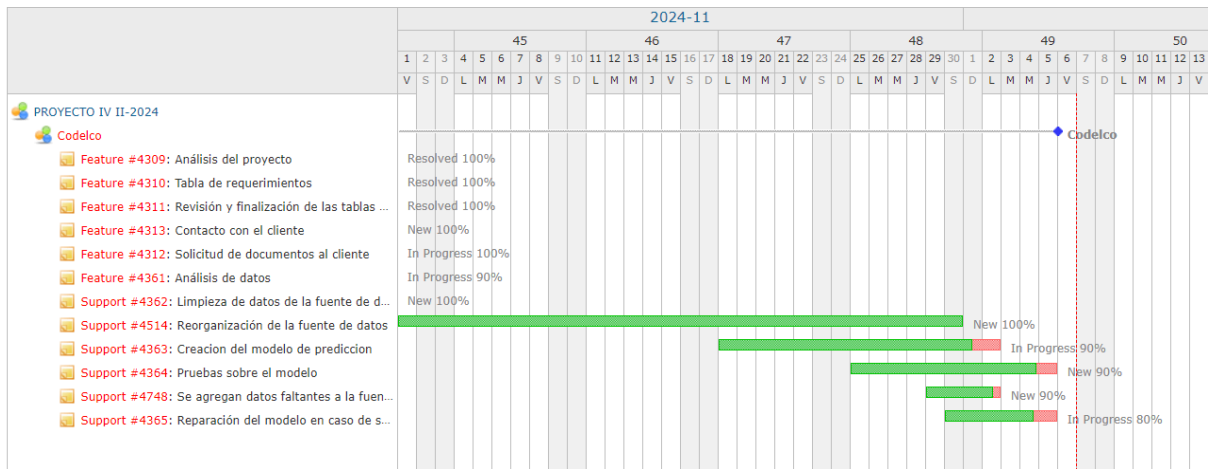 2024-11
45 46 47 48 49 50
1 2 3 4 5 6 7 8 9 10 11 12 13 14 15 16 17 18 19 20 21 22 23 24 25 26 27 28 29 30 1 2 3 4 5 6 7 8 9 10 11 12 13
V S D L M M J V S D L M M J V S D L M M J V S D L M M J V S D L M M J V S D L M M J V
PROYECTO IV II-2024
Codelco Codelco
Feature #4309: Análisis del proyecto Resolved 100%
Feature #4310: Tabla de requerimientos Resolved 100%
Feature #4311: Revisión y finalización de las tablas ... Resolved 100%
Feature #4313: Contacto con el cliente New 100%
Feature #4312: Solicitud de documentos al cliente In Progress 100%
Feature #4361: Análisis de datos In Progress 90%
Support #4362: Limpieza de datos de la fuente de d... New 100%
Support #4514: Reorganización de la fuente de datos New 100%
Support #4363: Creacion del modelo de prediccion In Progress 90%
Support #4364: Pruebas sobre el modelo New 90%
Support #4748: Se agregan datos faltantes a la fuen... New 90%
Support #4365: Reparación del modelo en caso de s... In Progress 80%